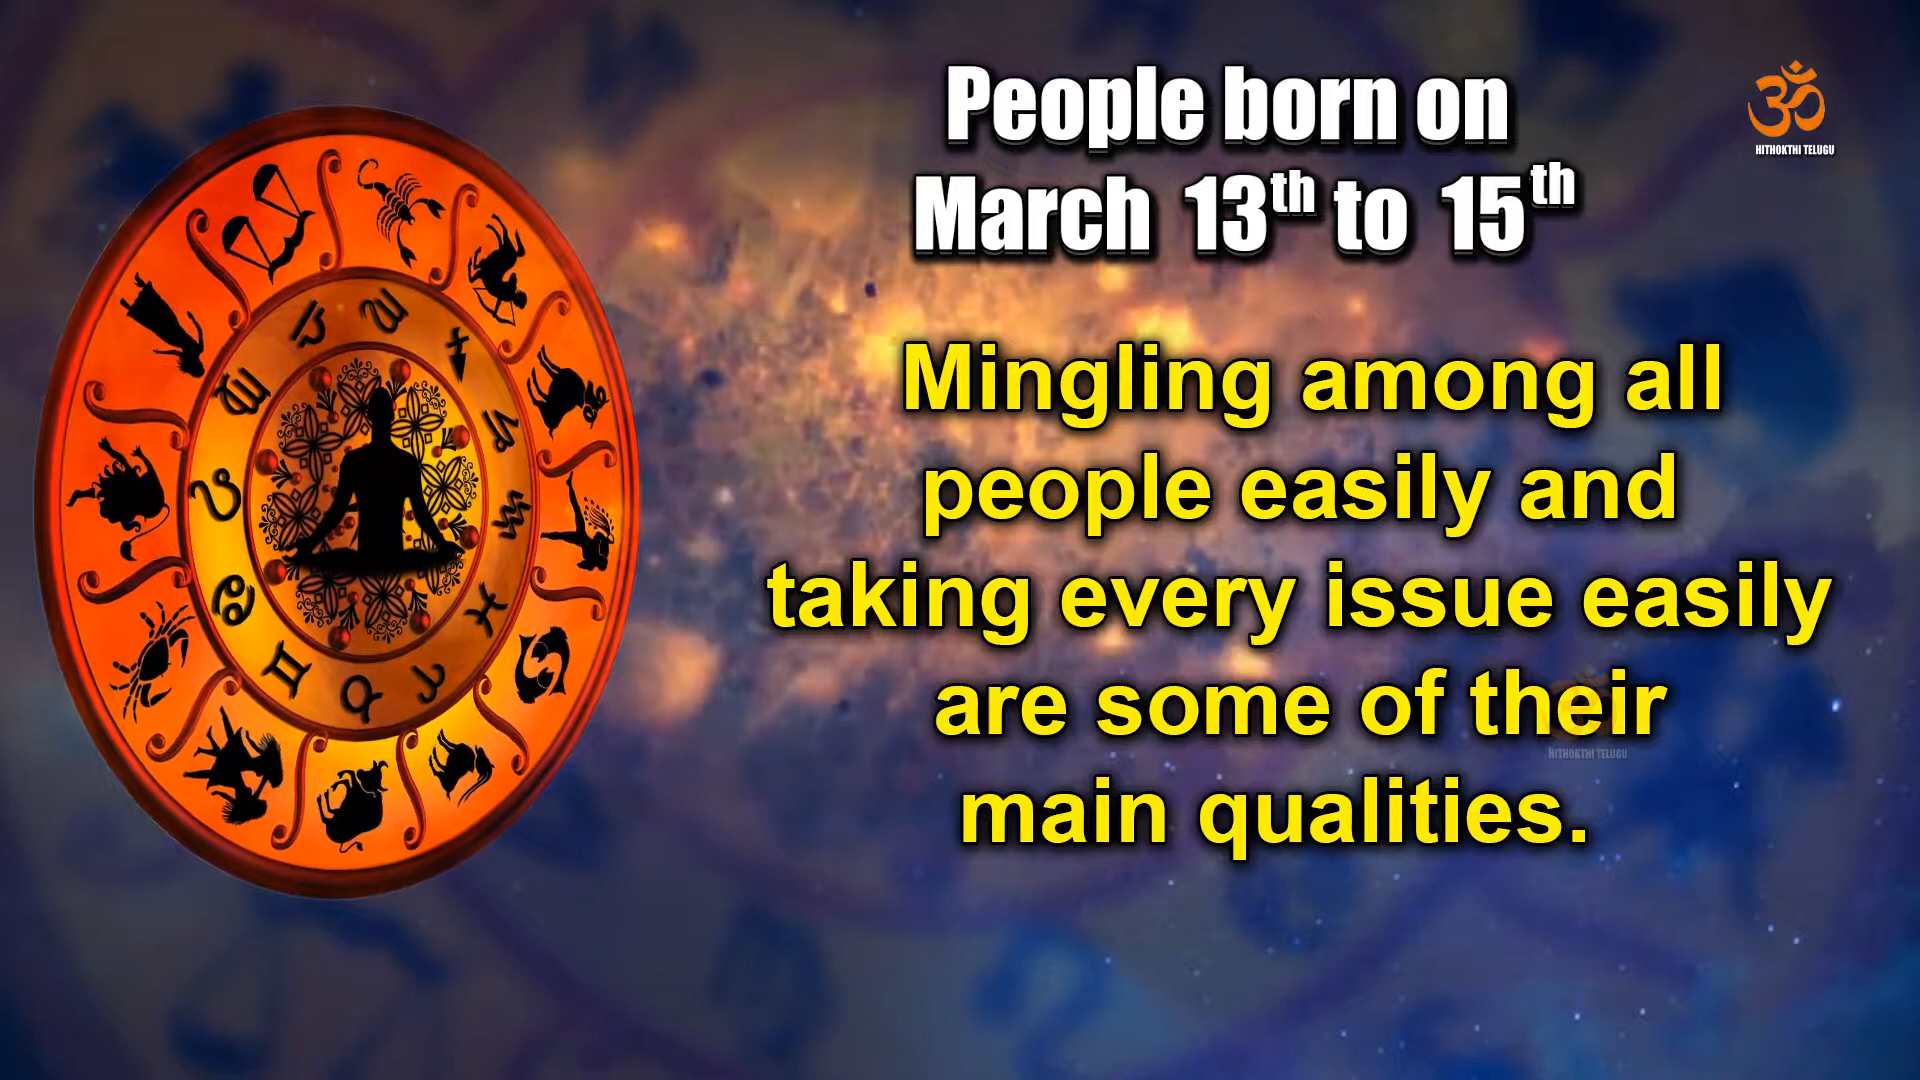 People born on
March 13th to 15th
HITHOKTHI TELUGU
Mingling among all
people easily and
taking every issue easily
are some of their
HITHOKTHI TELUGU
main qualities.